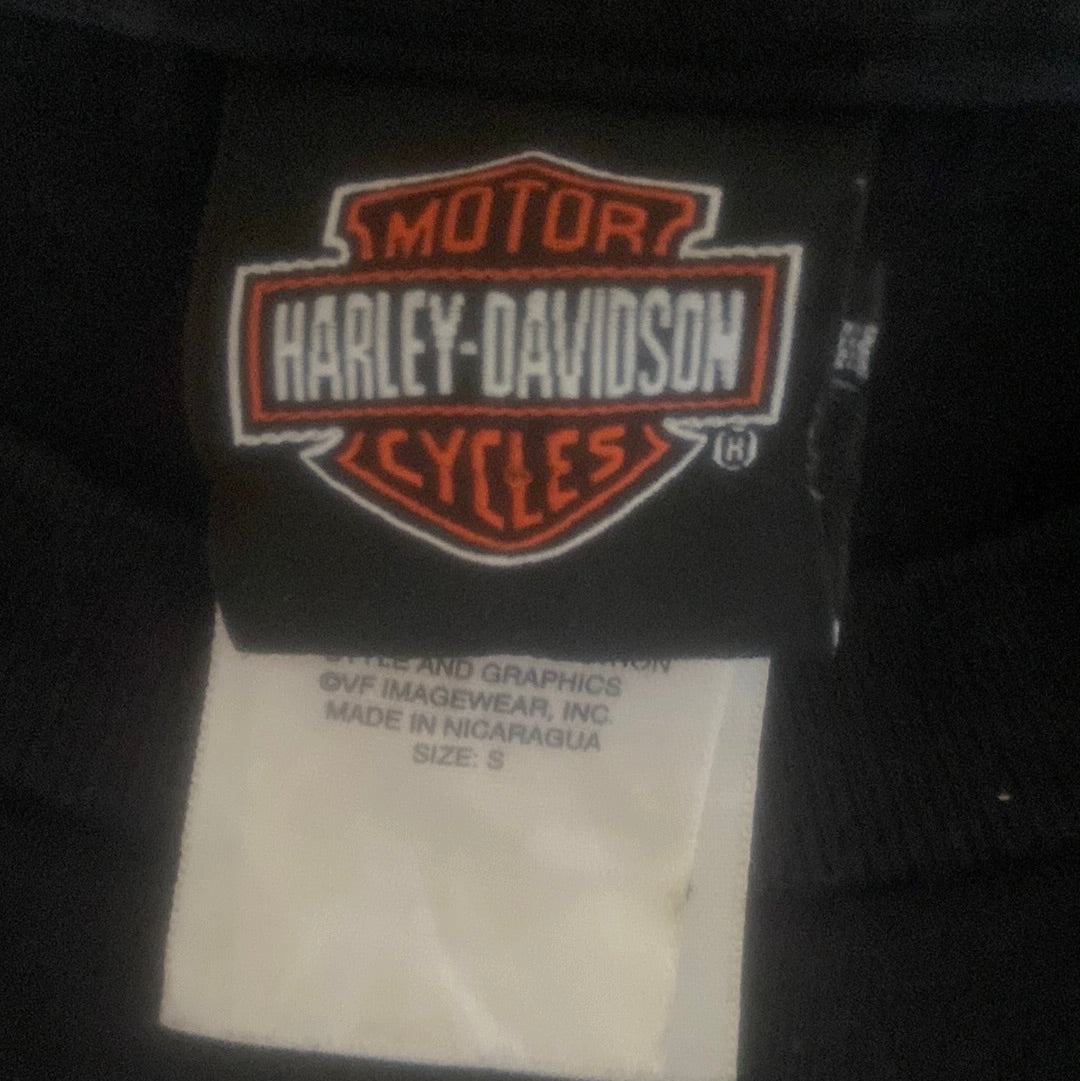 MOTOR
HARLEY-DAVIDSON
CYCLES
®
STYLE AND GRAPHICS
©VF IMAGEWEAR, INC.
MADE IN NICARAGUA
SIZE: S